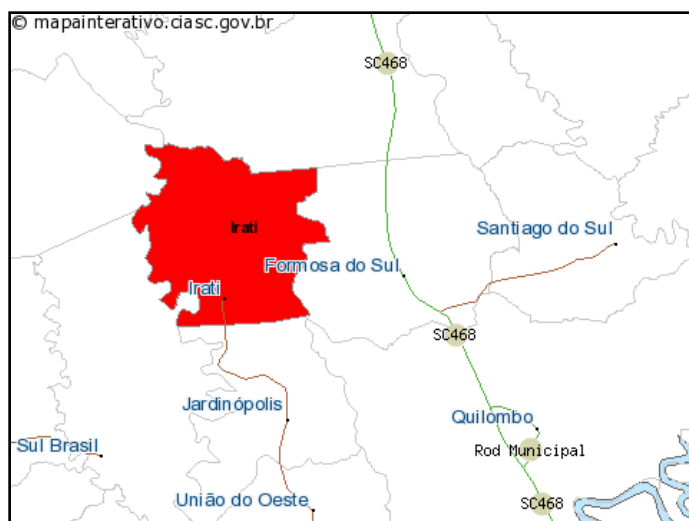 © mapainterativo.ciasc.gov.br
SC468
Irati
Santiago do Sul
Formosa do Sul
Irati
SC468
Jardinópolis
Quilombo
Sul Brasil
Rod Municipal
União do Oeste
SC468